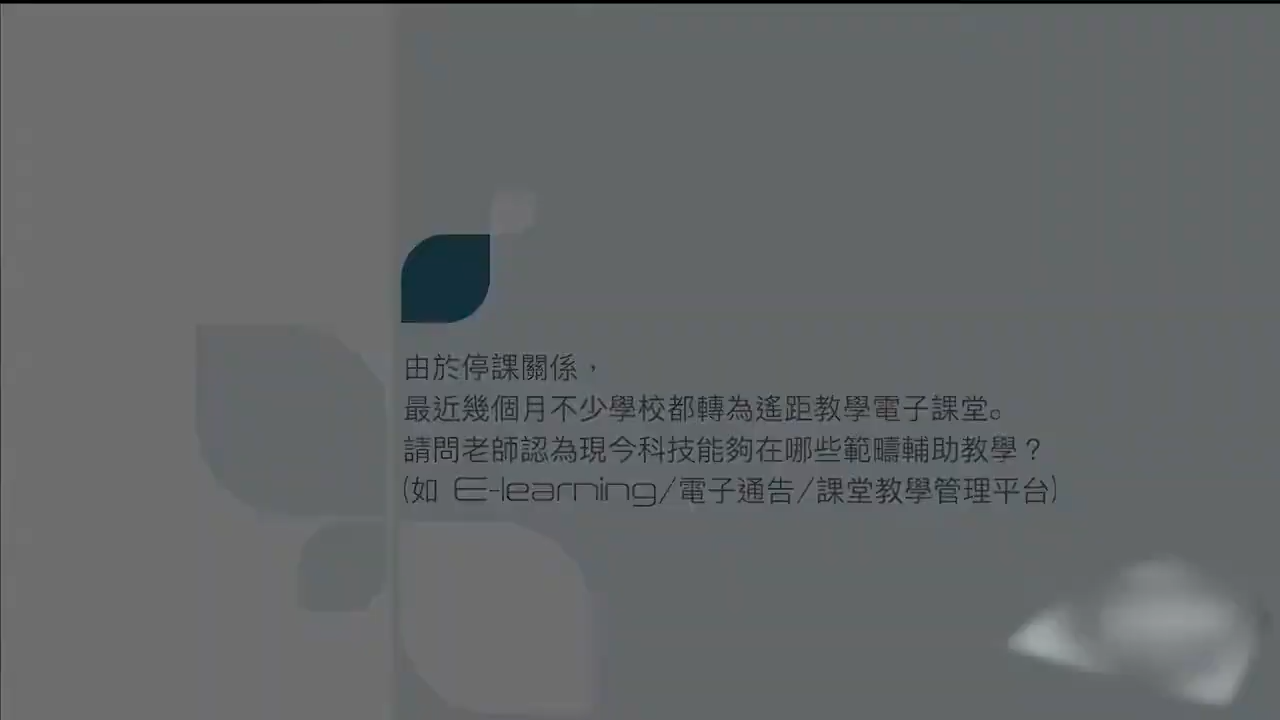 由於停課關係，
最近幾個月不少學校都轉為遙距教學電子課堂。
請問老師認為現今科技能夠在哪些範疇輔助教學？
(如 E-learning/電子通告/課堂教學管理平台)